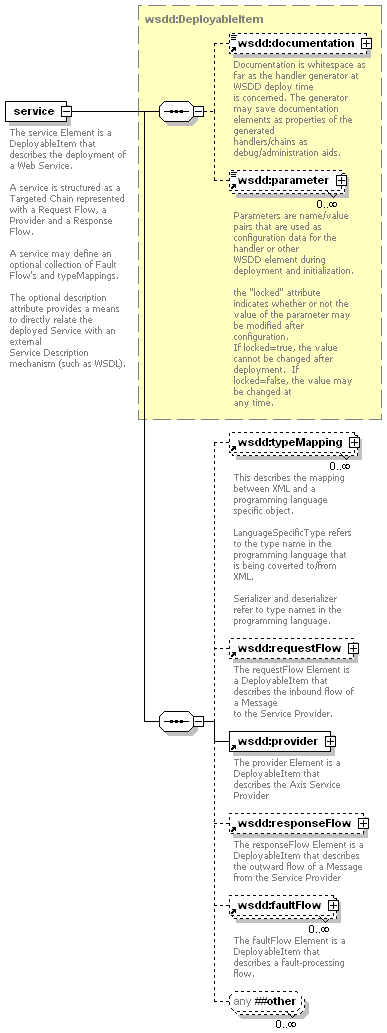 wsdd:DeployableItem
wsdd:documentation
Documentation is whitespace as
far as the handler generator at
WSDD deploy time
is concerned. The generator
may save documentation
elements as properties of the
generated
handlers/chains as
debug/administration aids.
service
The service Element is a
DeployableItem that
describes the deployment of
a Web Service.
A service is structured as a
Targeted Chain represented
with a Request Flow, a
Provider and a Response
Flow.
A service may define an
optional collection of Fault
Flow's and typeMappings.
The optional description
attribute provides a means
to directly relate the
deployed Service with an
external
Service Description
mechanism (such as WSDL).
wsdd:parameter
0..∞
Parameters are name/value
pairs that are used as
configuration data for the
handler or other
WSDD element during
deployment and initialization.
the "locked" attribute
indicates whether or not the
value of the parameter may
be modified after
configuration.
If locked=true, the value
cannot be changed after
deployment.  If
locked=false, the value may
be changed at
any time.
wsdd:typeMapping
0..∞
This describes the mapping
between XML and a
programming language
specific object.
LanguageSpecificType refers
to the type name in the
programming language that
is being coverted to/from
XML.
Serializer and deserializer
refer to type names in the
programming language.
wsdd:requestFlow
The requestFlow Element is
a DeployableItem that
describes the inbound flow of
a Message
to the Service Provider.
wsdd:provider
The provider Element is a
DeployableItem that
describes the Axis Service
Provider
wsdd:responseFlow
The responseFlow Element is a
DeployableItem that describes
the outward flow of a Message
from the Service Provider
wsdd:faultFlow
0..∞
The faultFlow Element is a
DeployableItem that
describes a fault-processing
flow.
any ##other
0..∞